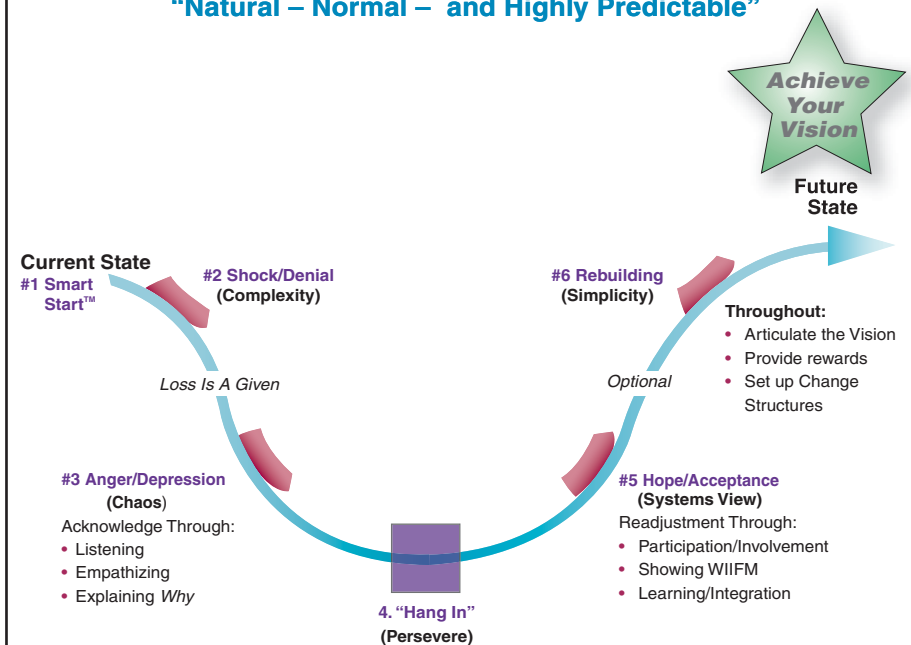 “Natural – Normal – and Highly Predictable”
Achieve
Your
Vision
Future
State
Current State
#1 Smart
Start™
#2 Shock/Denial
(Complexity)
#6 Rebuilding
(Simplicity)
Throughout:
• Articulate the Vision
• Provide rewards
• Set up Change
Structures
Loss Is A Given
Optional
#3 Anger/Depression
(Chaos)
Acknowledge Through:
• Listening
• Empathizing
• Explaining Why
4. “Hang In”
(Persevere)
#5 Hope/Acceptance
(Systems View)
Readjustment Through:
• Participation/Involvement
• Showing WIIFM
• Learning/Integration